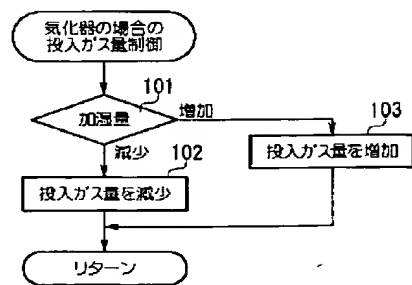 気化器の場合の
投入ガス量制御
101
加湿量
増加
103
減少
102
投入ガス量を増加
投入ガス量を減少
リターン